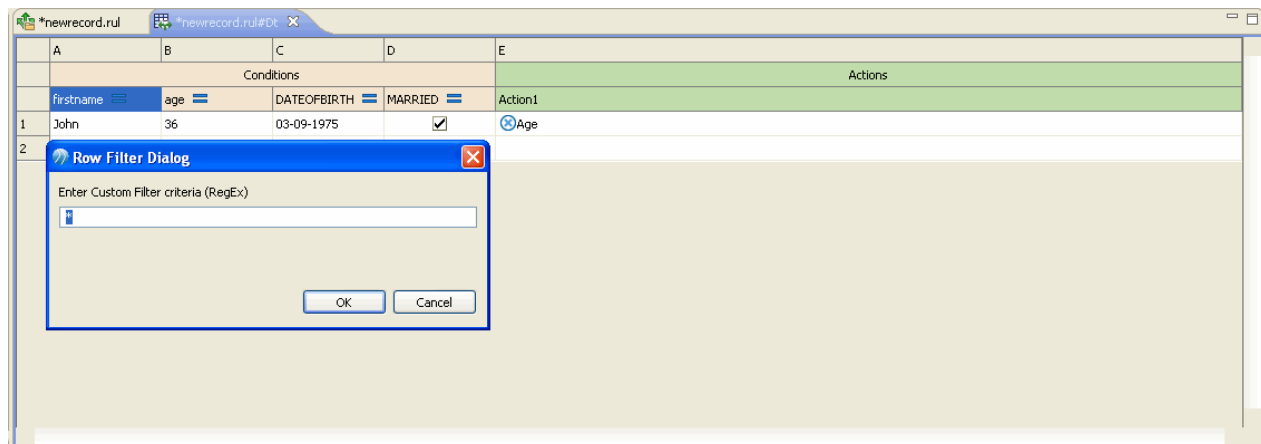 *newrecord.rul *newrecord.rul#Dt
A B C D E
Conditions Actions
firstname age DATEOFBIRTH MARRIED Action1
1 John 36 03-09-1975 Age
2
Row Filter Dialog
Enter Custom Filter criteria (RegEx)
*
OK Cancel